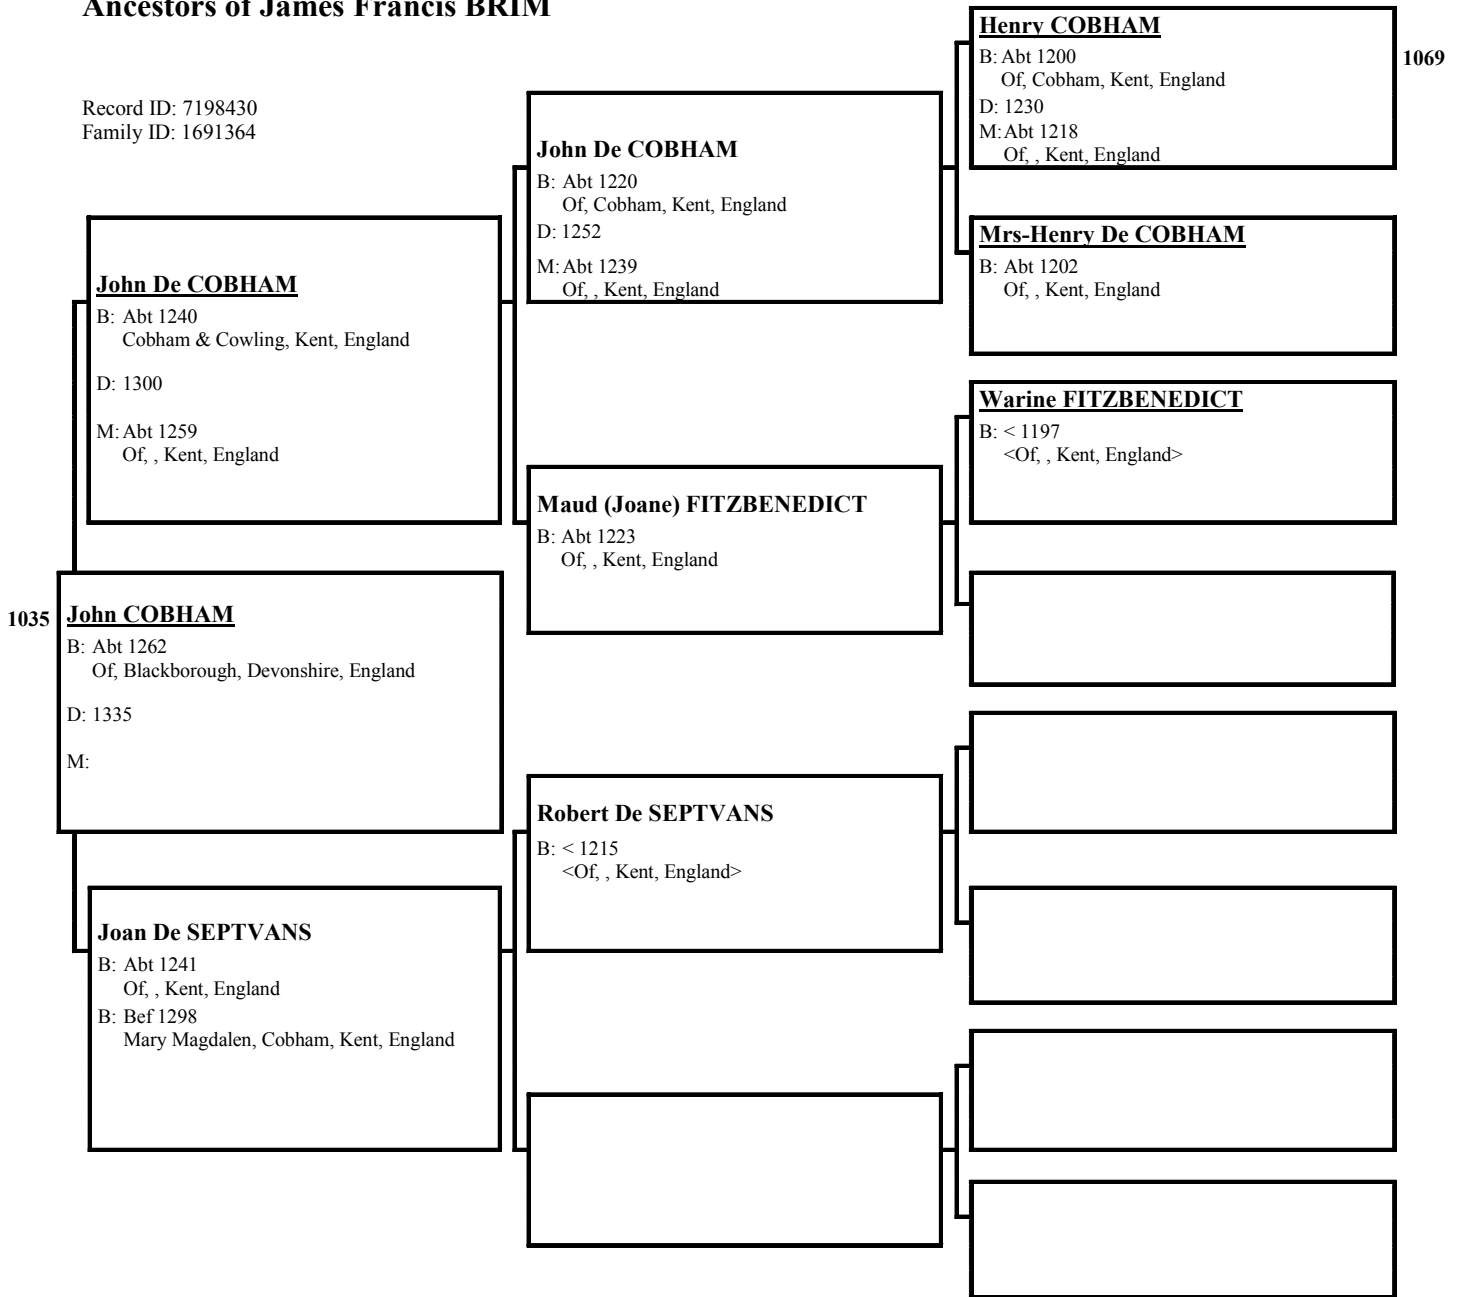 Ancestors of James Francis BRIM
Record ID: 7198430
Family ID: 1691364
Henry COBHAM
B: Abt 1200
Of, Cobham, Kent, England
D: 1230
M: Abt 1218
Of, , Kent, England
1069
John De COBHAM
B: Abt 1220
Of, Cobham, Kent, England
D: 1252
M: Abt 1239
Of, , Kent, England
Mrs-Henry De COBHAM
B: Abt 1202
Of, , Kent, England
John De COBHAM
B: Abt 1240
Cobham & Cowling, Kent, England
D: 1300
M: Abt 1259
Of, , Kent, England
Warine FITZBENEDICT
B: < 1197
<Of, , Kent, England>
Maud (Joane) FITZBENEDICT
B: Abt 1223
Of, , Kent, England
1035
John COBHAM
B: Abt 1262
Of, Blackborough, Devonshire, England
D: 1335
M:
Robert De SEPTVANS
B: < 1215
<Of, , Kent, England>
Joan De SEPTVANS
B: Abt 1241
Of, , Kent, England
B: Bef 1298
Mary Magdalen, Cobham, Kent, England